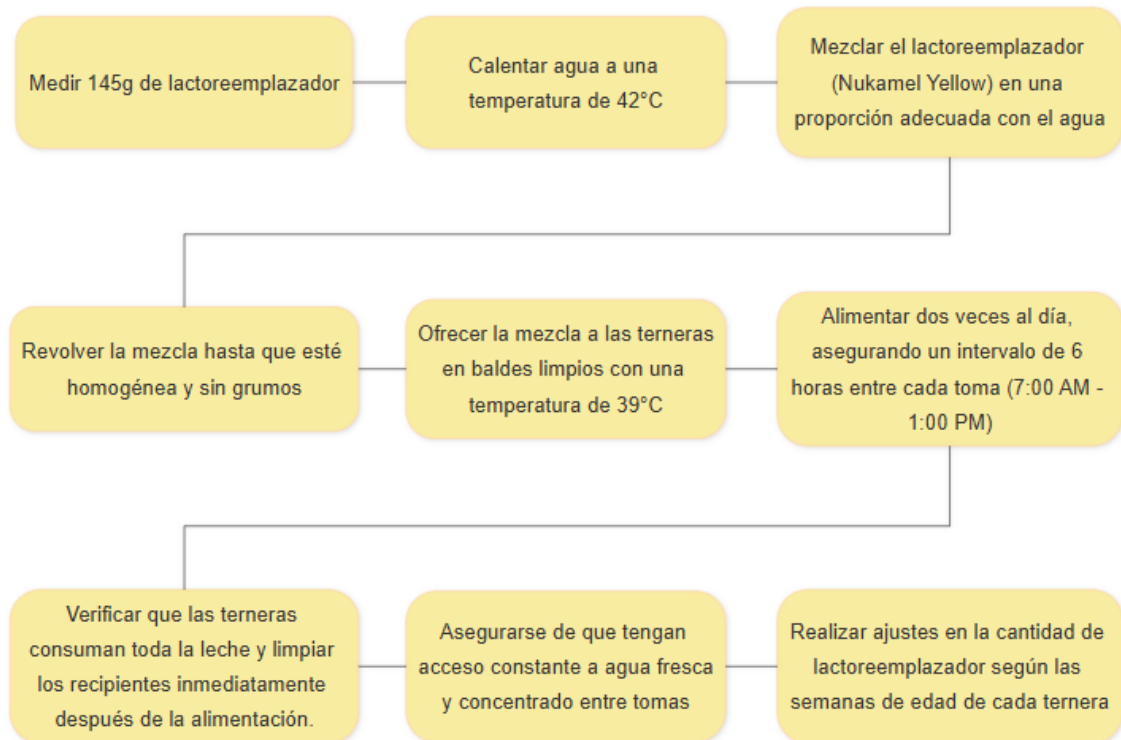 Medir 145g de lactoreemplazador
Calentar agua a una
temperatura de 42°C
Mezclar el lactoreemplazador
(Nukamel Yellow) en una
proporción adecuada con el agua
Revolver la mezcla hasta que esté
homogénea y sin grumos
Ofrecer la mezcla a las terneras
en baldes limpios con una
temperatura de 39°C
Alimentar dos veces al día,
asegurando un intervalo de 6
horas entre cada toma (7:00 AM -
1:00 PM)
Verificar que las terneras
consuman toda la leche y limpiar
los recipientes inmediatamente
después de la alimentación.
Asegurarse de que tengan
acceso constante a agua fresca
y concentrado entre tomas
Realizar ajustes en la cantidad de
lactoreemplazador según las
semanas de edad de cada ternera